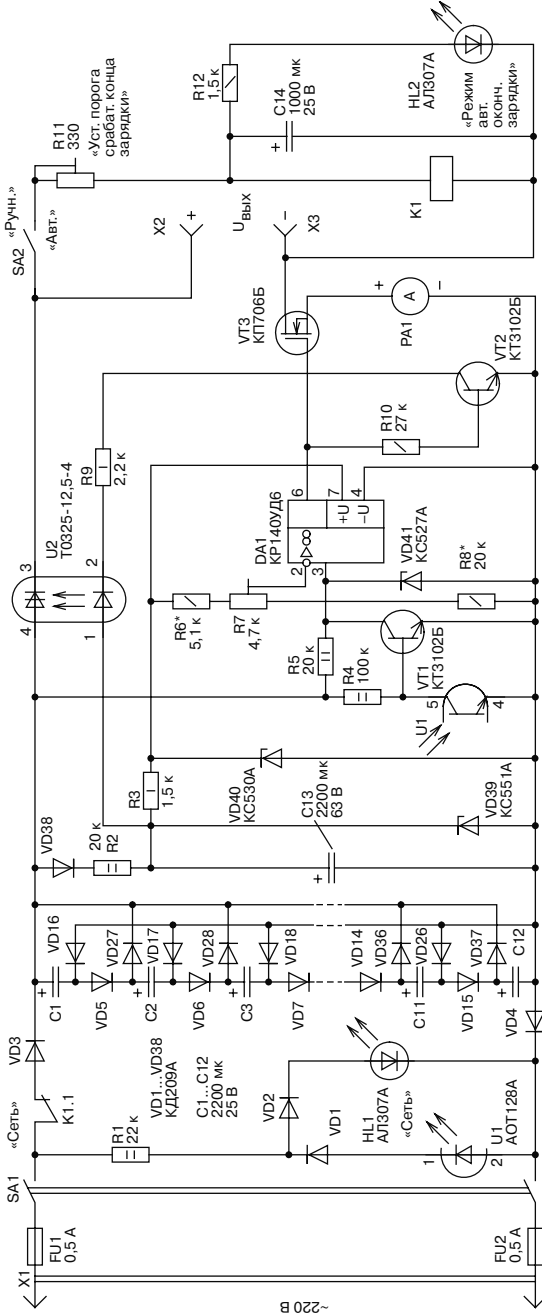 ~220 В
X1
FU1
0,5 А
FU2
0,5 А
SA1
«Сеть»
K1.1
R1
22 к
VD1
1
2
U1
АОТ128А
VD2
HL1
АЛ307А
«Сеть»
VD1...VD38
КД209А
C1...C12
2200 мк
25 В
VD3
VD4
+
C1
VD5
+
C2
VD6
+
C3
VD7
VD14
+
C11
VD15
+
C12
VD16
VD27
VD17
VD28
VD18
VD36
VD26
VD37
VD38
20 к
R2
+
C13
2200 мк
63 В
VD39
КС551А
R3
1,5 к
VD40
КС530А
U2
ТО325-12,5-4
4
3
1
2
R9
2,2 к
R6*
5,1 к
R7
4,7 к
R5
20 к
R4
100 к
VT1
КТ3102Б
U1
5
4
DA1
КР140УД6
2
3
6
7
4
+U
−U
VD41
КС527А
R8*
20 к
R10
27 к
VT2
КТ3102Б
VT3
КП706Б
PA1
А
+
−
SA2
«Ручн.»
«Авт.»
X2
+
Uвых
−
X3
R11
330
«Уст. порога
срабат. конца
зарядки»
R12
1,5 к
+
C14
1000 мк
25 В
K1
HL2
АЛ307А
«Режим
авт.
оконч.
зарядки»